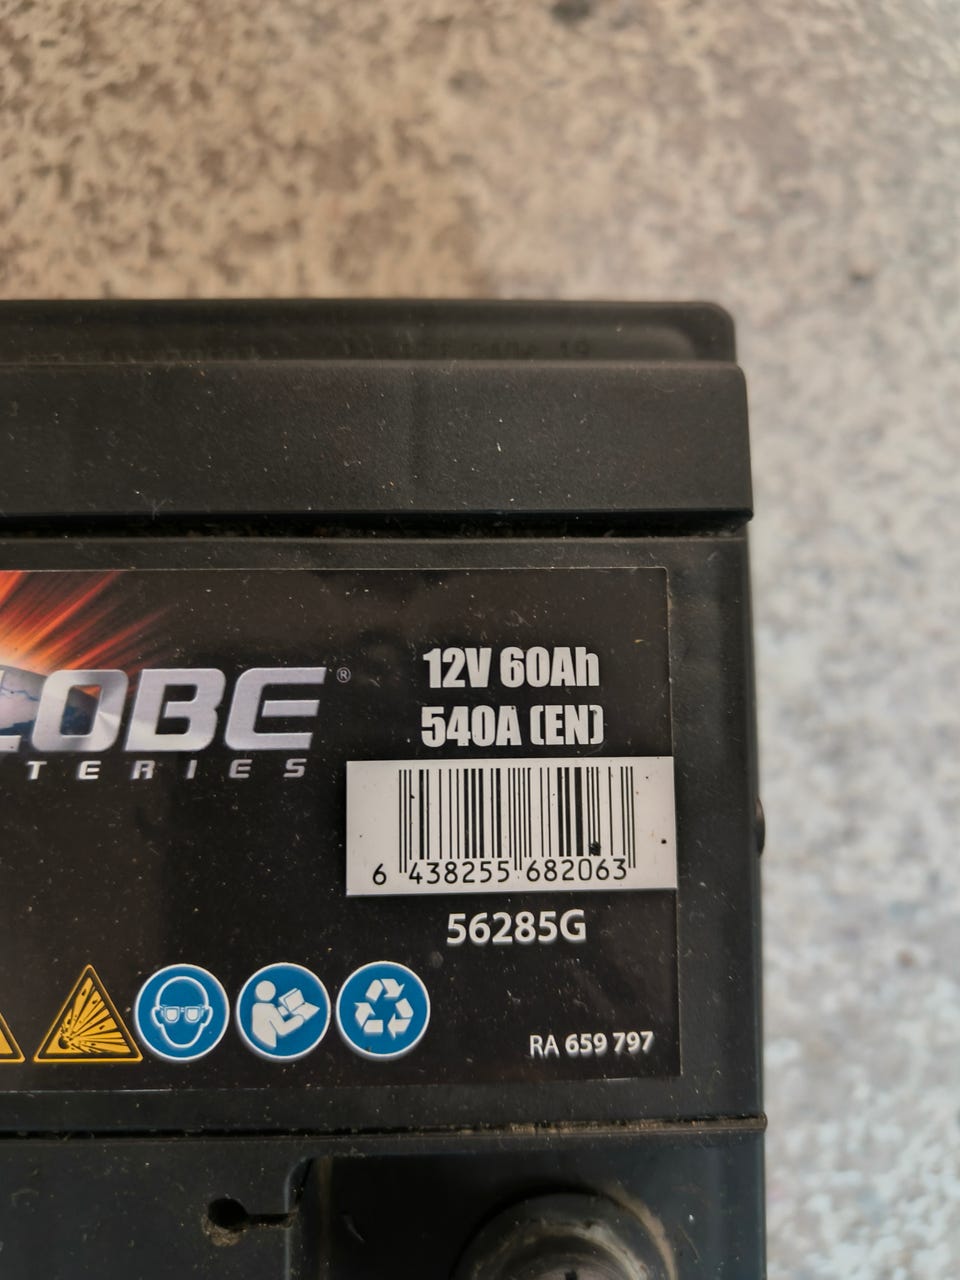 LOBE®
TERIES
12V 60Ah
540A (EN)
6 438255 682063
56285G
RA 659 797